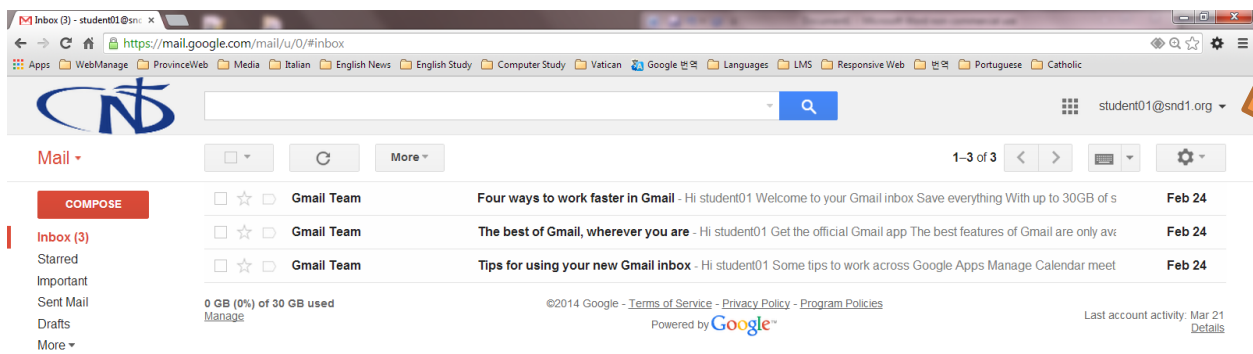 Inbox (3) - student01@snd ×
https://mail.google.com/mail/u/0/#inbox
Apps WebManage ProvinceWeb Media Italian English News English Study Computer Study Vatican Google 번역 Languages LMS Responsive Web 번역 Portuguese Catholic
CND student01@snd1.org
Mail More 1–3 of 3
COMPOSE
Gmail Team Four ways to work faster in Gmail - Hi student01 Welcome to your Gmail inbox Save everything With up to 30GB of s Feb 24
Inbox (3)
Gmail Team The best of Gmail, wherever you are - Hi student01 Get the official Gmail app The best features of Gmail are only ava Feb 24
Starred
Gmail Team Tips for using your new Gmail inbox - Hi student01 Some tips to work across Google Apps Manage Calendar meet Feb 24
Important
Sent Mail
Drafts
More
0 GB (0%) of 30 GB used
Manage
©2014 Google - Terms of Service - Privacy Policy - Program Policies
Powered by Google™
Last account activity: Mar 21
Details